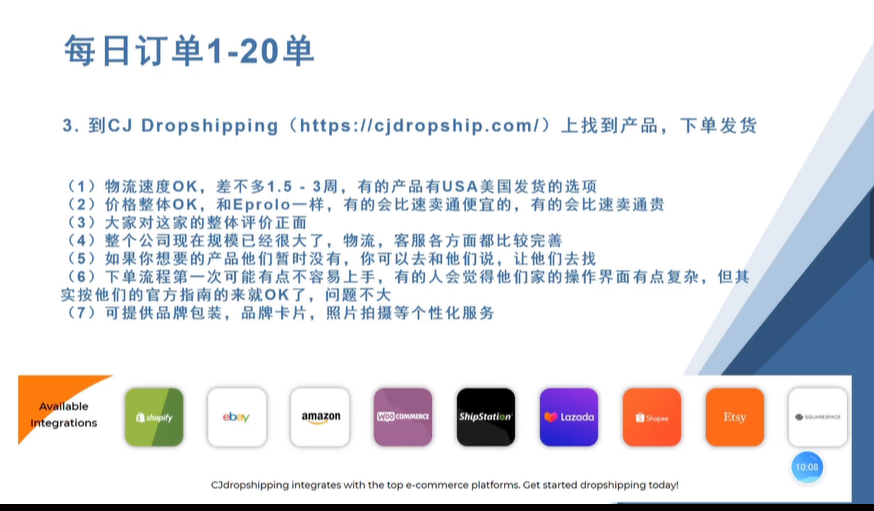 每日订单1-20单
3. 到CJ Dropshipping（https://cjdropship.com/）上找到产品，下单发货
（1）物流速度OK，差不多1.5 - 3周，有的产品有USA美国发货的选项
（2）价格整体OK，和Eprolo一样，有的会比速卖通便宜的，有的会比速卖通贵
（3）大家对这家的整体评价正面
（4）整个公司现在规模已经很大了，物流，客服各方面都比较完善
（5）如果你想要的产品他们暂时没有，你可以去和他们说，让他们去找
（6）下单流程第一次可能有点不容易上手，有的人会觉得他们家的操作界面有点复杂，但其
实按他们的官方指南的来就OK了，问题不大
（7）可提供品牌包装，品牌卡片，照片拍摄等个性化服务
Available
Integrations
shopify
ebay
amazon
WOO COMMERCE
ShipStation
Lazada
Shopee
Etsy
SQUARESPACE
10:08
CJdropshipping integrates with the top e-commerce platforms. Get started dropshipping today!